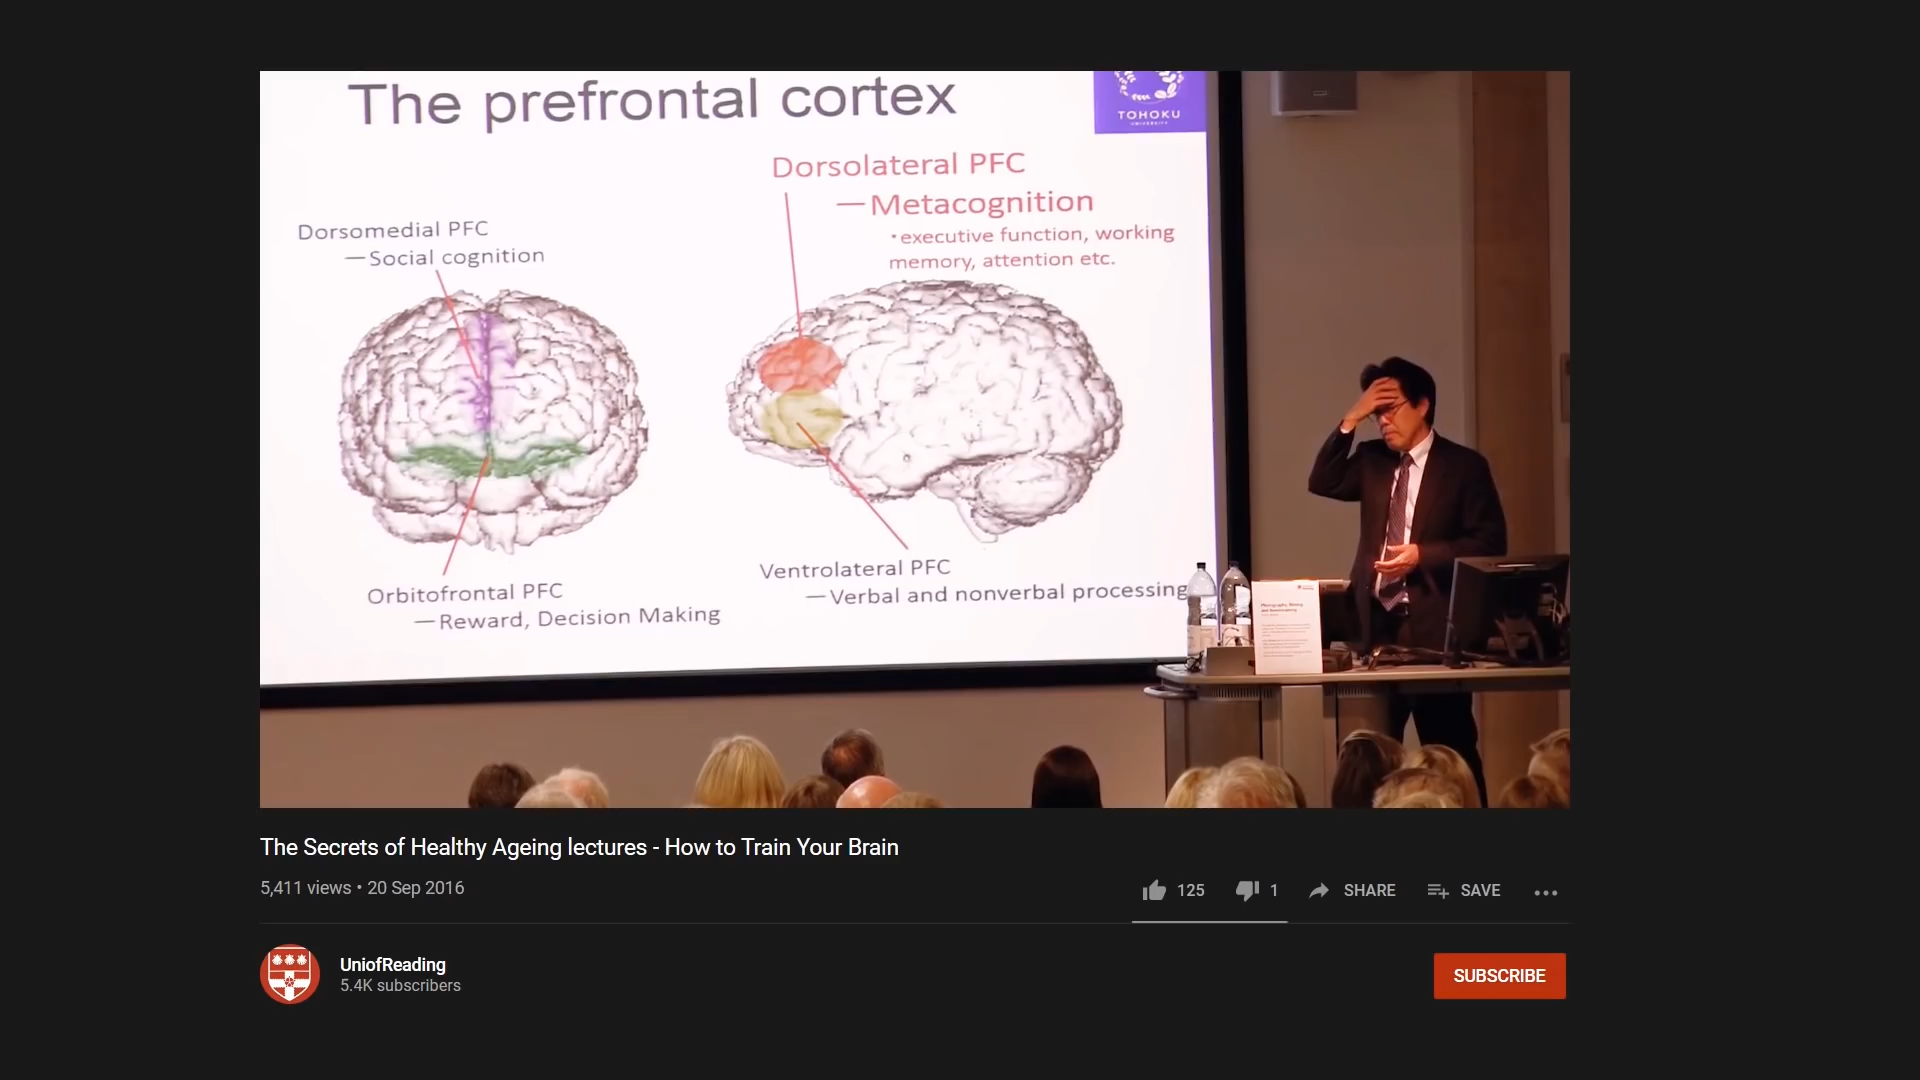 The prefrontal cortex
TOHOKU
UNIVERSITY
Dorsolateral PFC
—Metacognition
・executive function, working
memory, attention etc.
Dorsomedial PFC
—Social cognition
Orbitofrontal PFC
—Reward, Decision Making
Ventrolateral PFC
—Verbal and nonverbal processing
The Secrets of Healthy Ageing lectures - How to Train Your Brain
5,411 views • 20 Sep 2016
125
1
SHARE
SAVE
UniofReading
5.4K subscribers
SUBSCRIBE